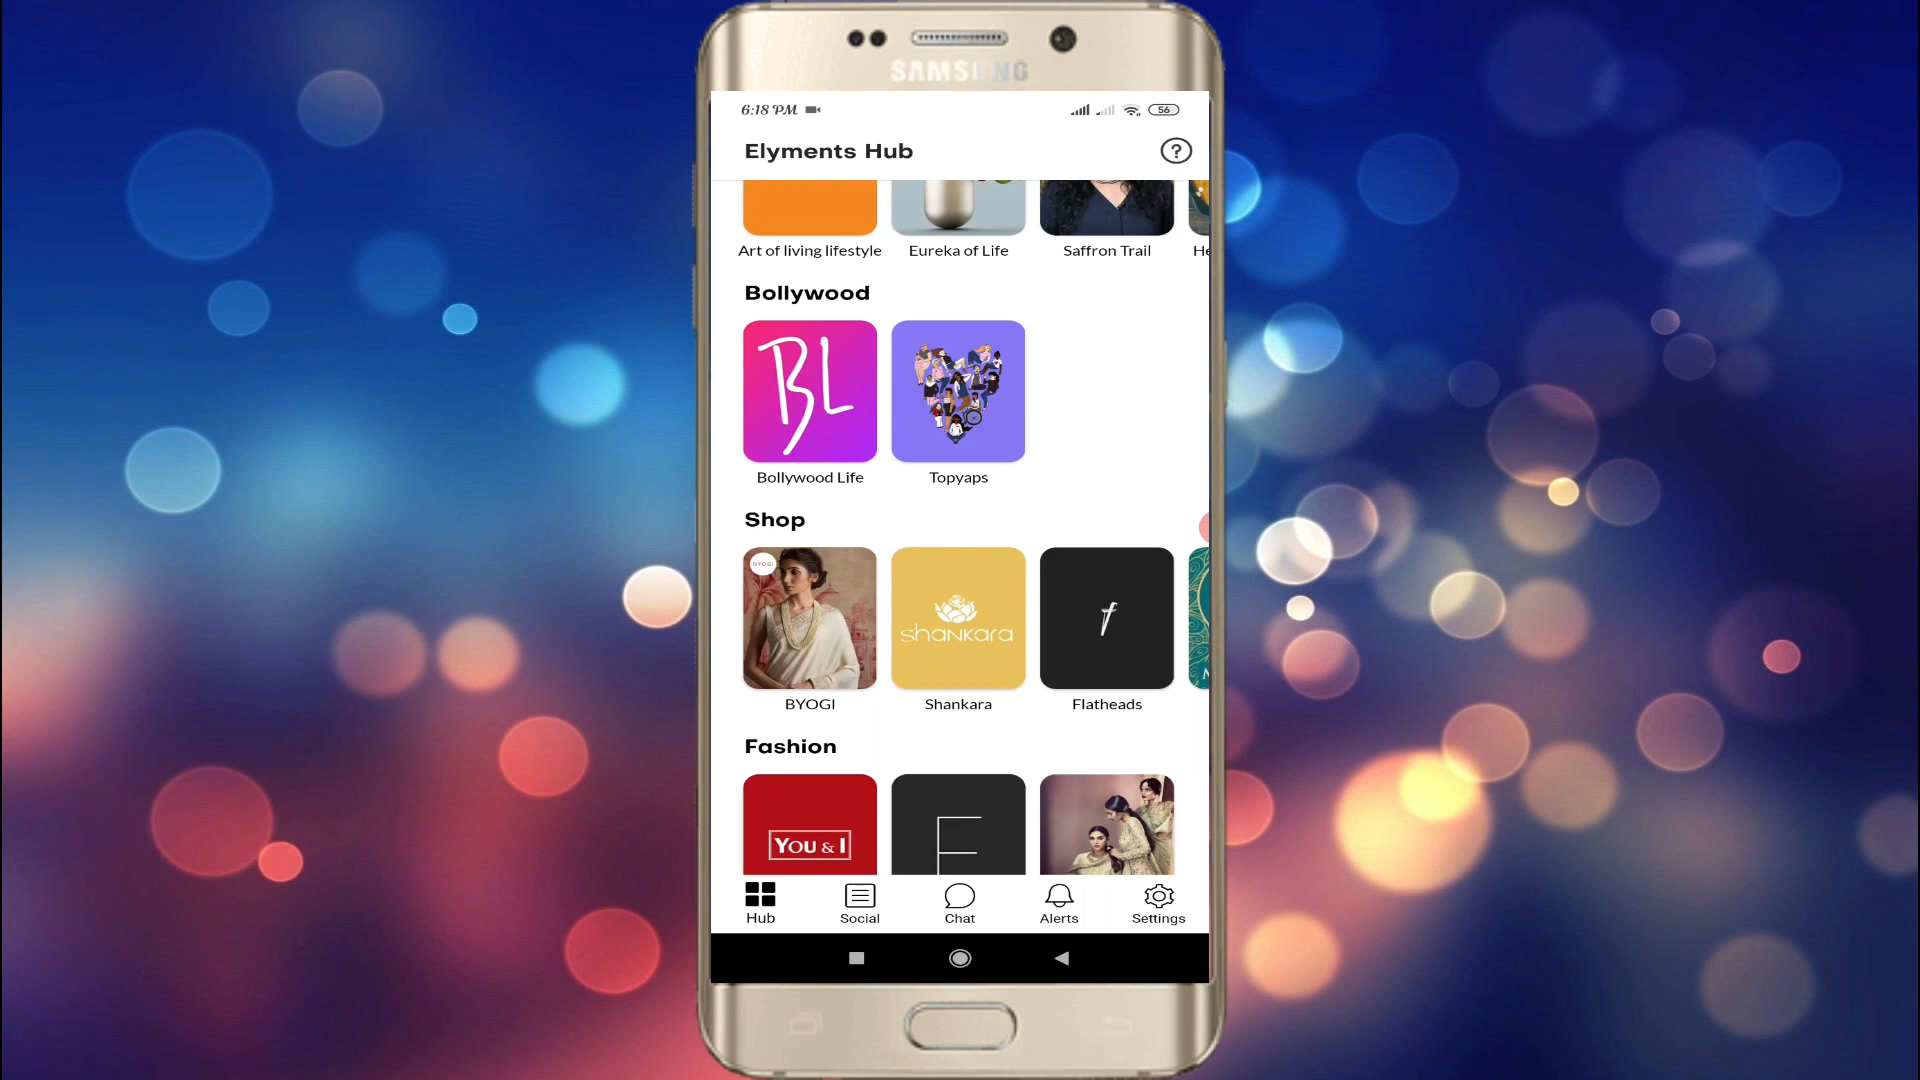 SAMSUNG
6:18 PM
56
Elyments Hub
?
Art of living lifestyle
Eureka of Life
Saffron Trail
He
Bollywood
BL
Bollywood Life
Topyaps
Shop
BYOGI
shankara
f
BYOGI
Shankara
Flatheads
Fashion
YOU & I
E
Hub
Social
Chat
Alerts
Settings